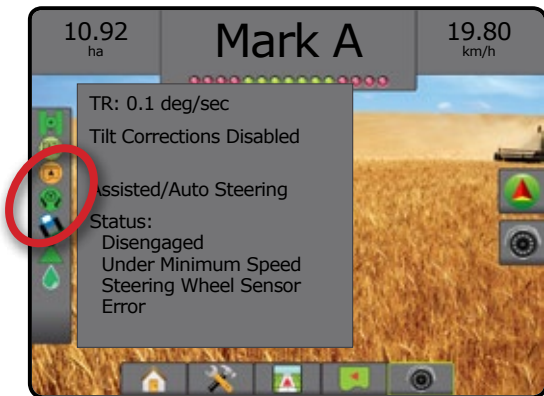 10.92
ha
Mark A
19.80
km/h
TR: 0.1 deg/sec
Tilt Corrections Disabled
Assisted/Auto Steering
Status:
Disengaged
Under Minimum Speed
Steering Wheel Sensor
Error